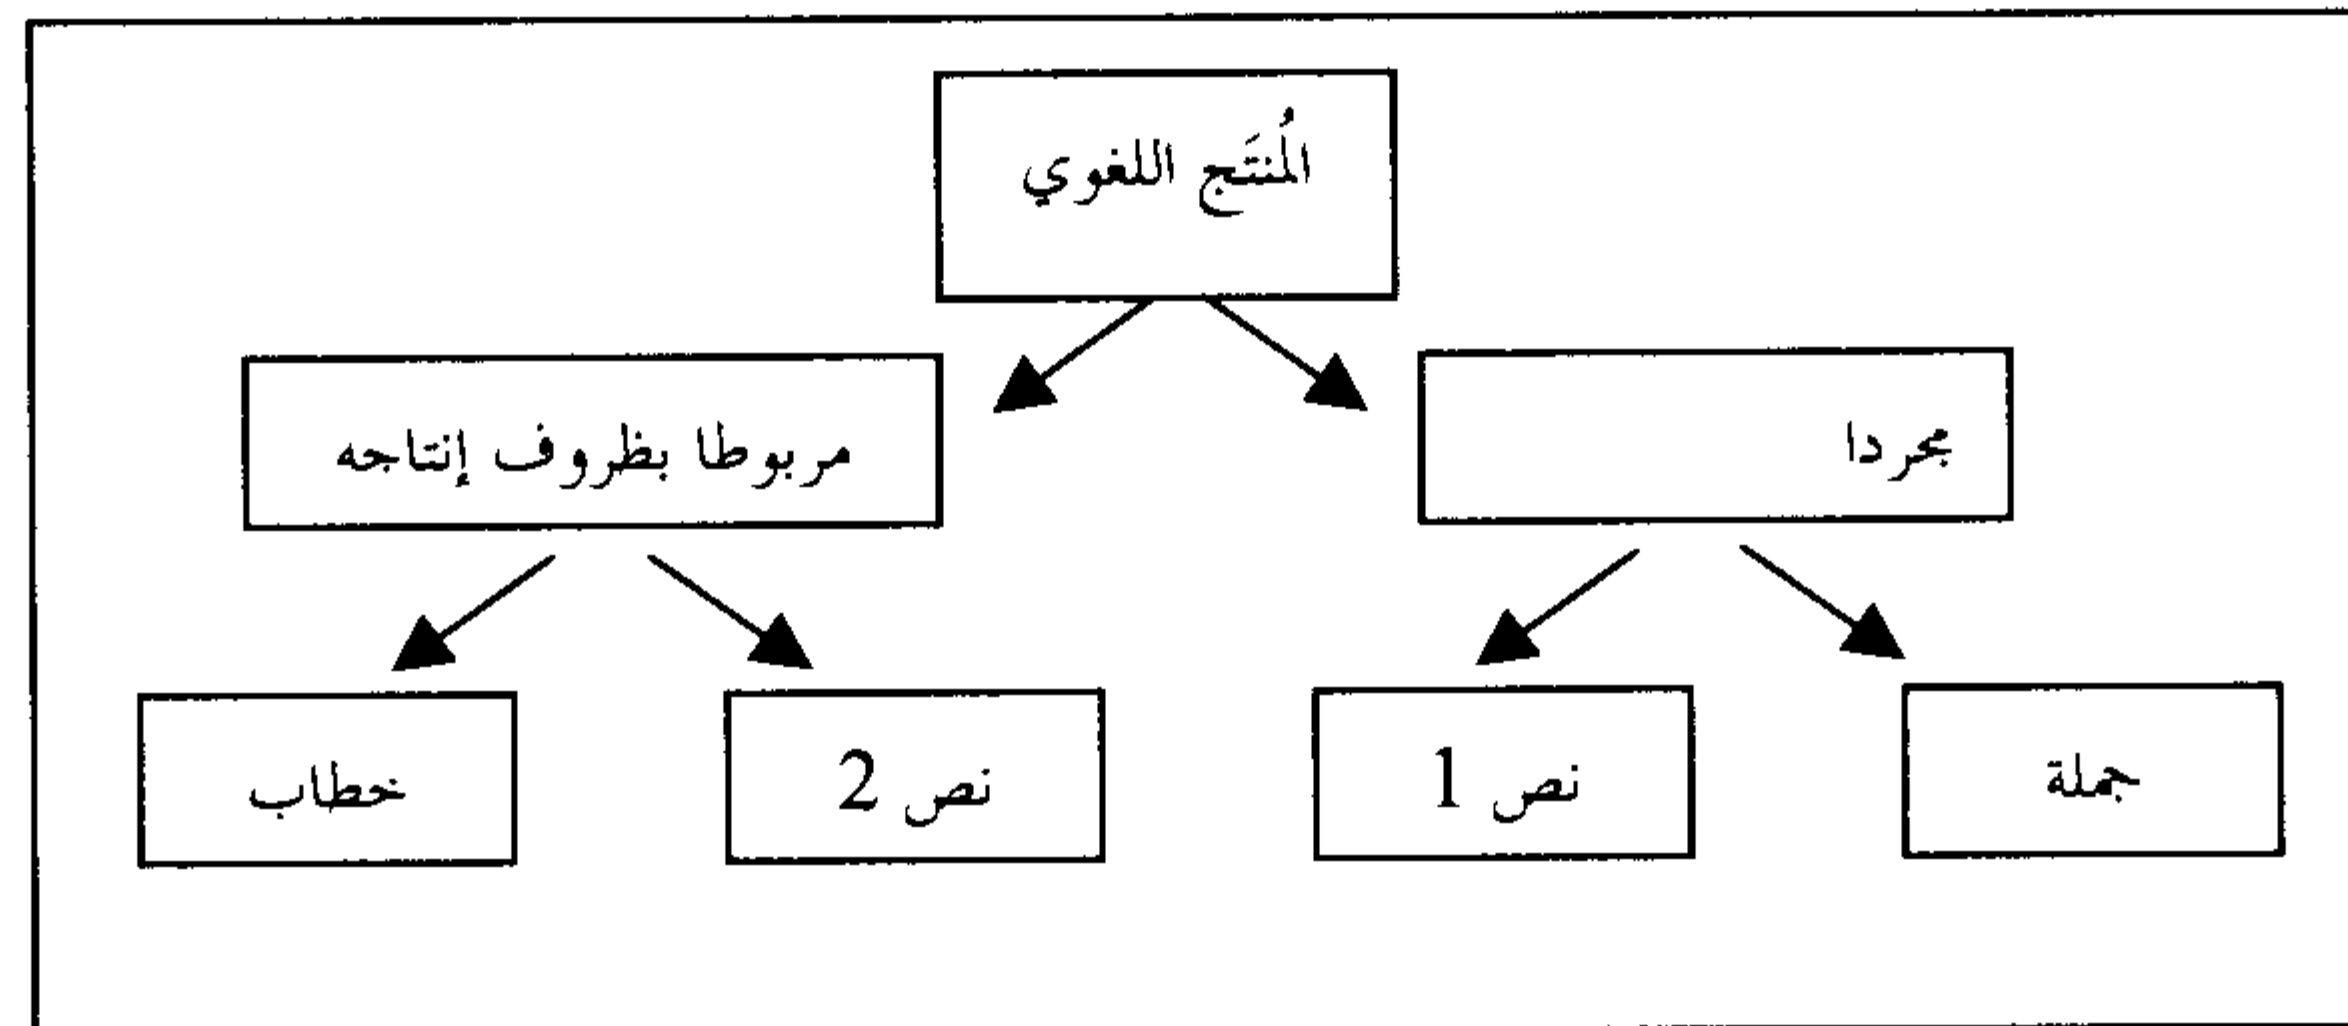 المُنتَج اللغوي
مجردا
مربوطا بظروف إنتاجه
جملة
نص 1
نص 2
خطاب